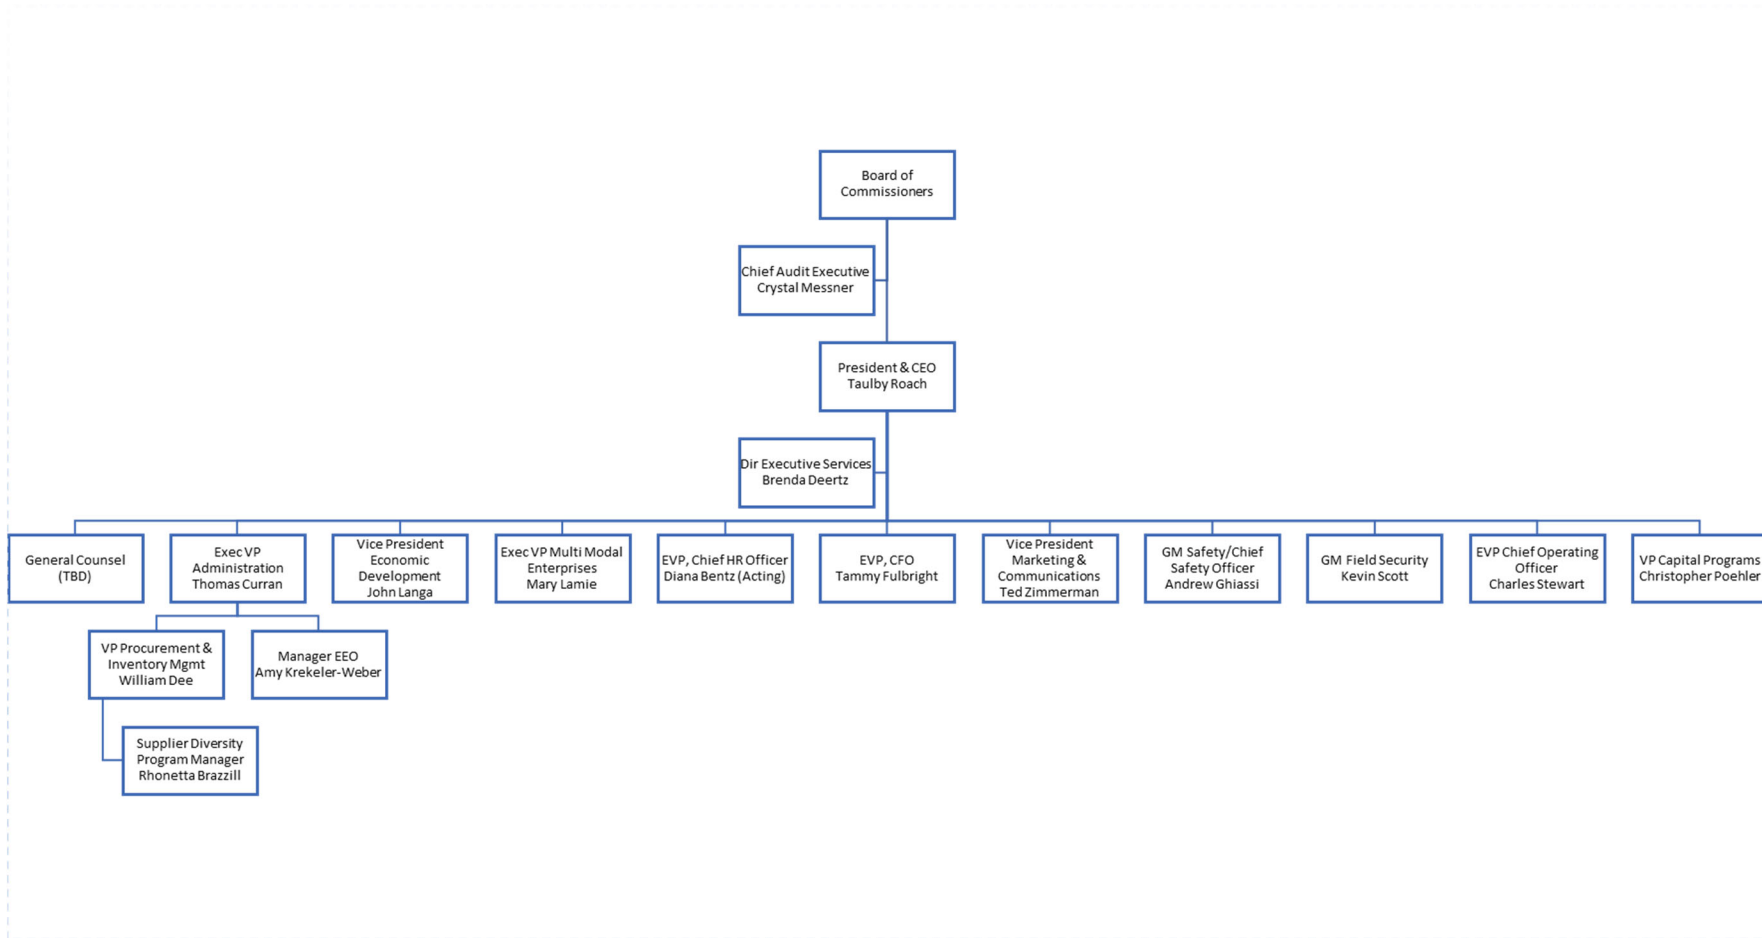 Board of
Commissioners
Chief Audit Executive
Crystal Messner
President & CEO
Taulby Roach
Dir Executive Services
Brenda Deertz
General Counsel
(TBD)
Exec VP
Administration
Thomas Curran
Vice President
Economic
Development
John Langa
Exec VP Multi Modal
Enterprises
Mary Lamie
EVP, Chief HR Officer
Diana Bentz (Acting)
EVP, CFO
Tammy Fulbright
Vice President
Marketing &
Communications
Ted Zimmerman
GM Safety/Chief
Safety Officer
Andrew Ghiassi
GM Field Security
Kevin Scott
EVP Chief Operating
Officer
Charles Stewart
VP Capital Programs
Christopher Poehler
VP Procurement &
Inventory Mgmt
William Dee
Manager EEO
Amy Krekeler-Weber
Supplier Diversity
Program Manager
Rhonetta Brazzill